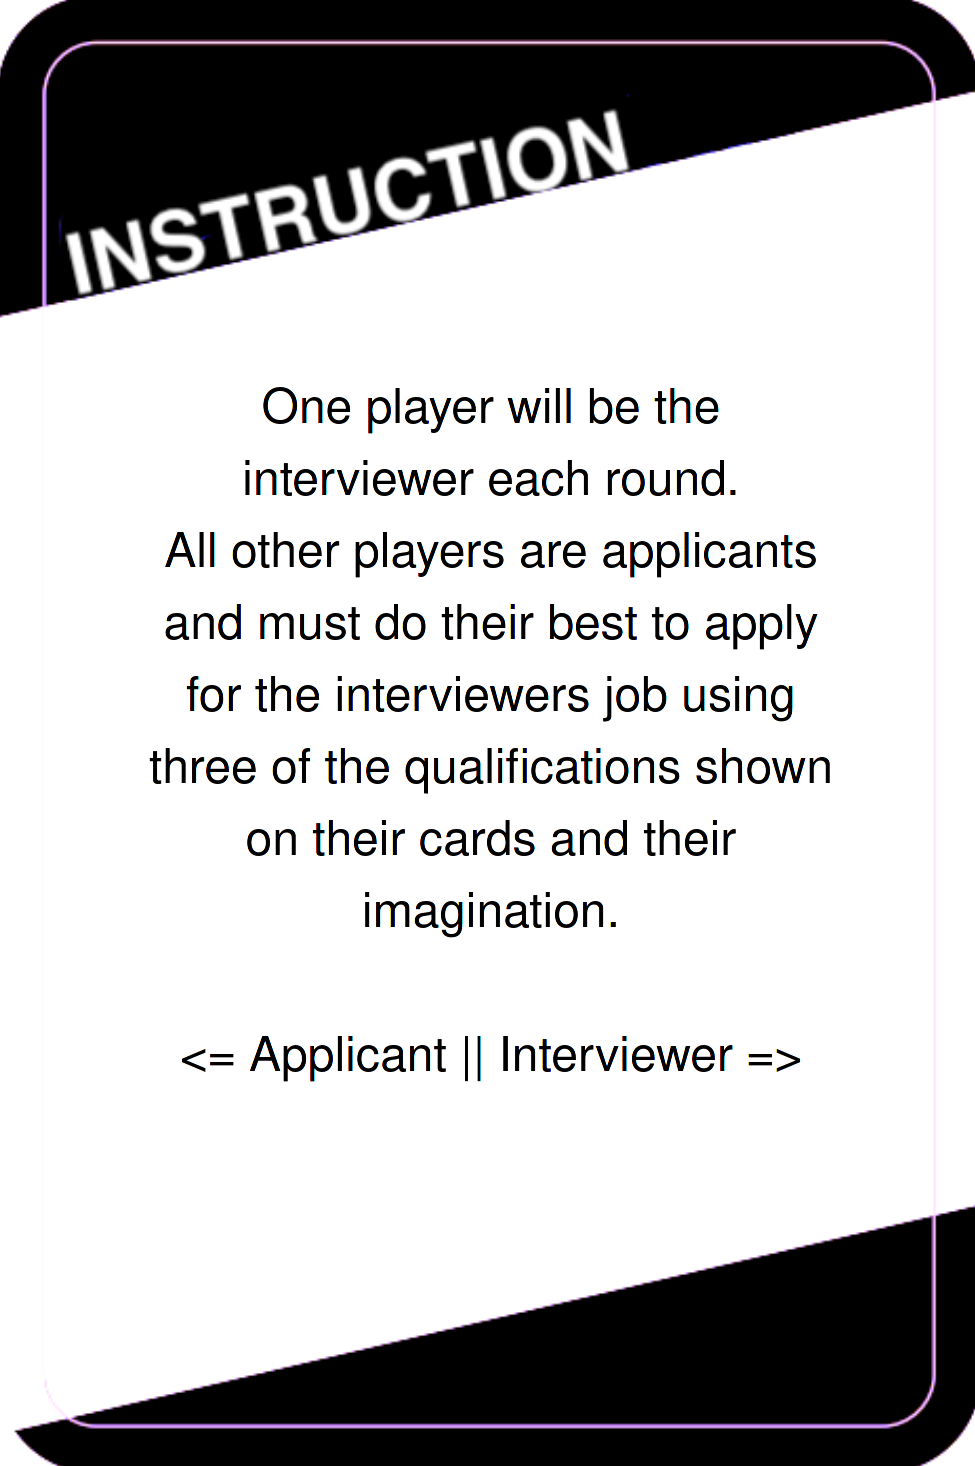 INSTRUCTION
One player will be the
interviewer each round.
All other players are applicants
and must do their best to apply
for the interviewers job using
three of the qualifications shown
on their cards and their
imagination.
<= Applicant || Interviewer =>